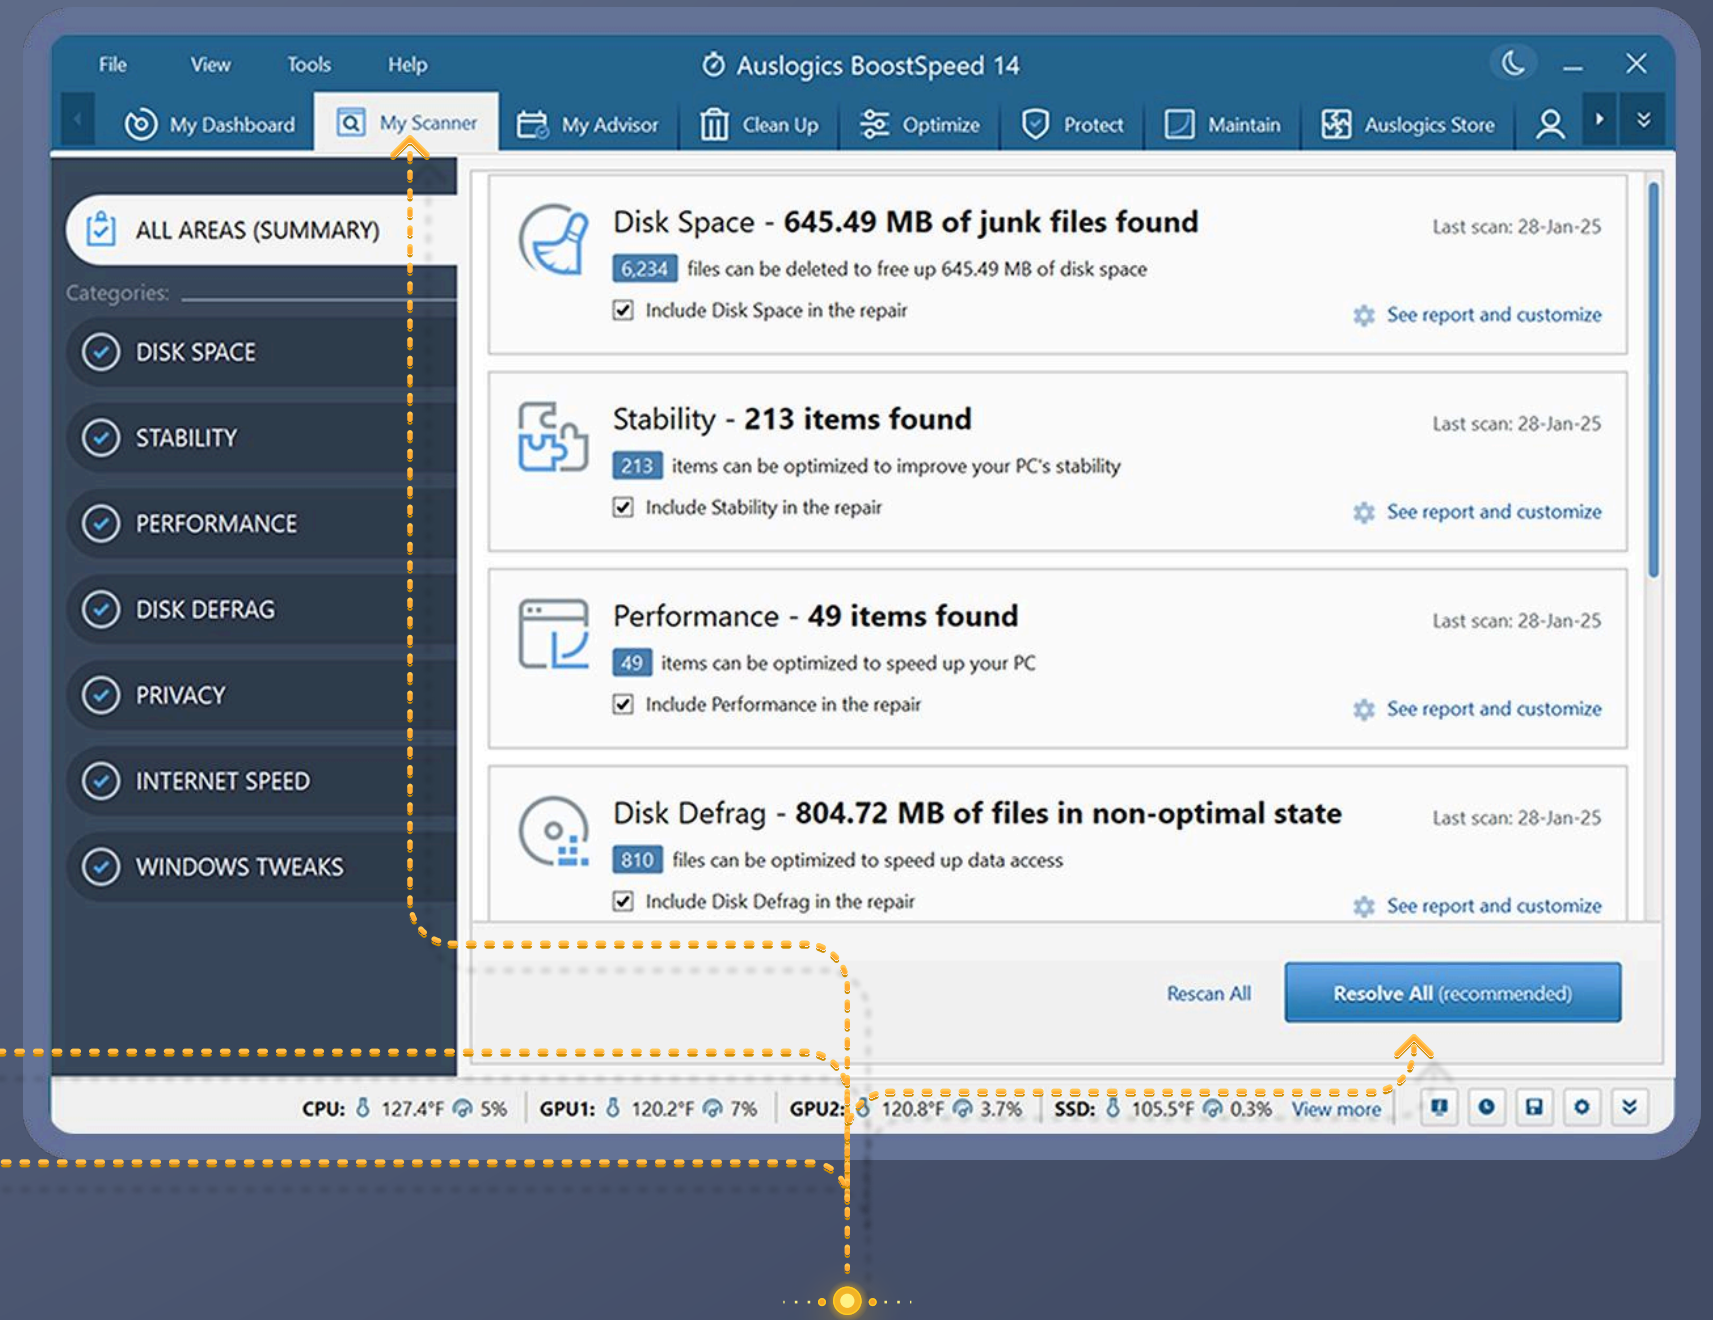 File View Tools Help Auslogics BoostSpeed 14
My Dashboard My Scanner My Advisor Clean Up Optimize Protect Maintain Auslogics Store
ALL AREAS (SUMMARY)
Categories:
DISK SPACE
STABILITY
PERFORMANCE
DISK DEFRAG
PRIVACY
INTERNET SPEED
WINDOWS TWEAKS
Disk Space - 645.49 MB of junk files found
Last scan: 28-Jan-25
6,234 files can be deleted to free up 645.49 MB of disk space
Include Disk Space in the repair
See report and customize
Stability - 213 items found
Last scan: 28-Jan-25
213 items can be optimized to improve your PC's stability
Include Stability in the repair
See report and customize
Performance - 49 items found
Last scan: 28-Jan-25
49 items can be optimized to speed up your PC
Include Performance in the repair
See report and customize
Disk Defrag - 804.72 MB of files in non-optimal state
Last scan: 28-Jan-25
810 files can be optimized to speed up data access
Include Disk Defrag in the repair
See report and customize
Rescan All Resolve All (recommended)
CPU: 127.4°F 5% GPU1: 120.2°F 7% GPU2: 120.8°F 3.7% SSD: 105.5°F 0.3% View more